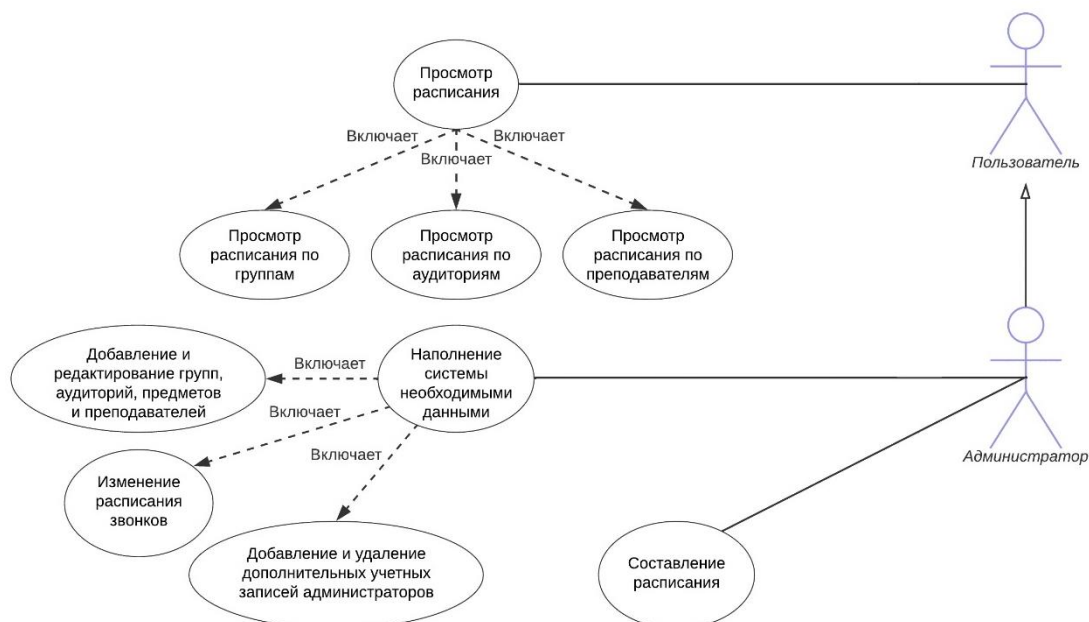 Просмотр
расписания
Пользователь
Включает
Включает
Включает
Просмотр
расписания по
группам
Просмотр
расписания по
аудиториям
Просмотр
расписания по
преподавателям
Добавление и
редактирование групп,
аудиторий, предметов
и преподавателей
Включает
Наполнение
системы
необходимыми
данными
Включает
Включает
Администратор
Изменение
расписания
звонков
Добавление и удаление
дополнительных учетных
записей администраторов
Составление
расписания